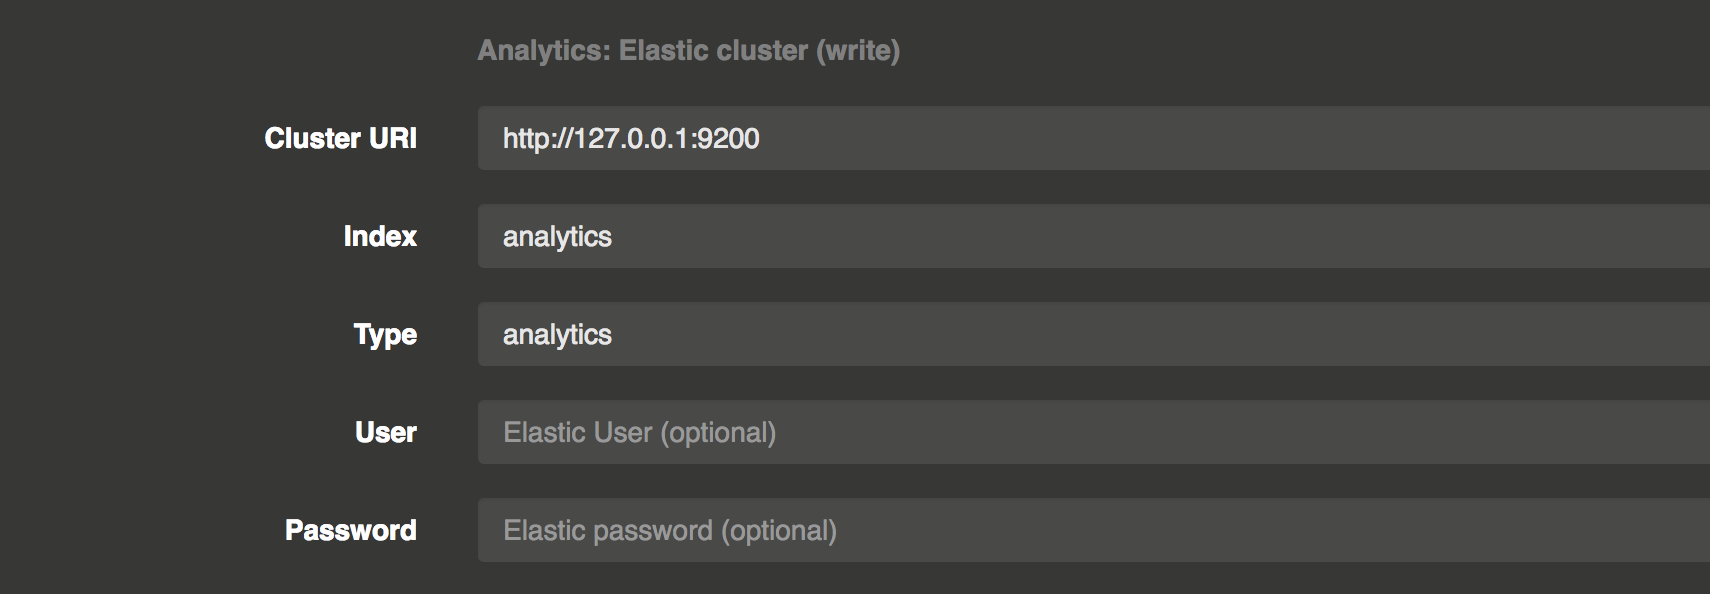 Analytics: Elastic cluster (write)
Cluster URI http://127.0.0.1:9200
Index analytics
Type analytics
User Elastic User (optional)
Password Elastic password (optional)